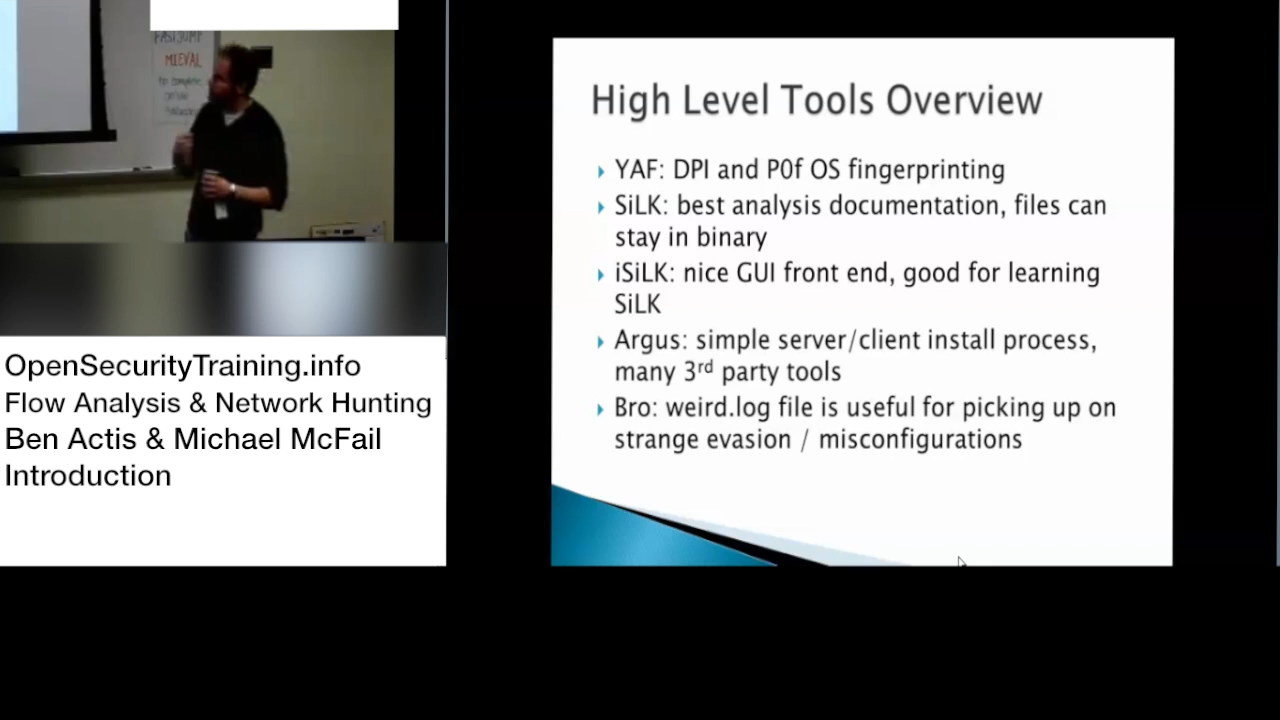 MIEVAL
OpenSecurityTraining.info
Flow Analysis & Network Hunting
Ben Actis & Michael McFail
Introduction
High Level Tools Overview
YAF: DPI and P0f OS fingerprinting
SiLK: best analysis documentation, files can
stay in binary
iSiLK: nice GUI front end, good for learning
SiLK
Argus: simple server/client install process,
many 3rd party tools
Bro: weird.log file is useful for picking up on
strange evasion / misconfigurations